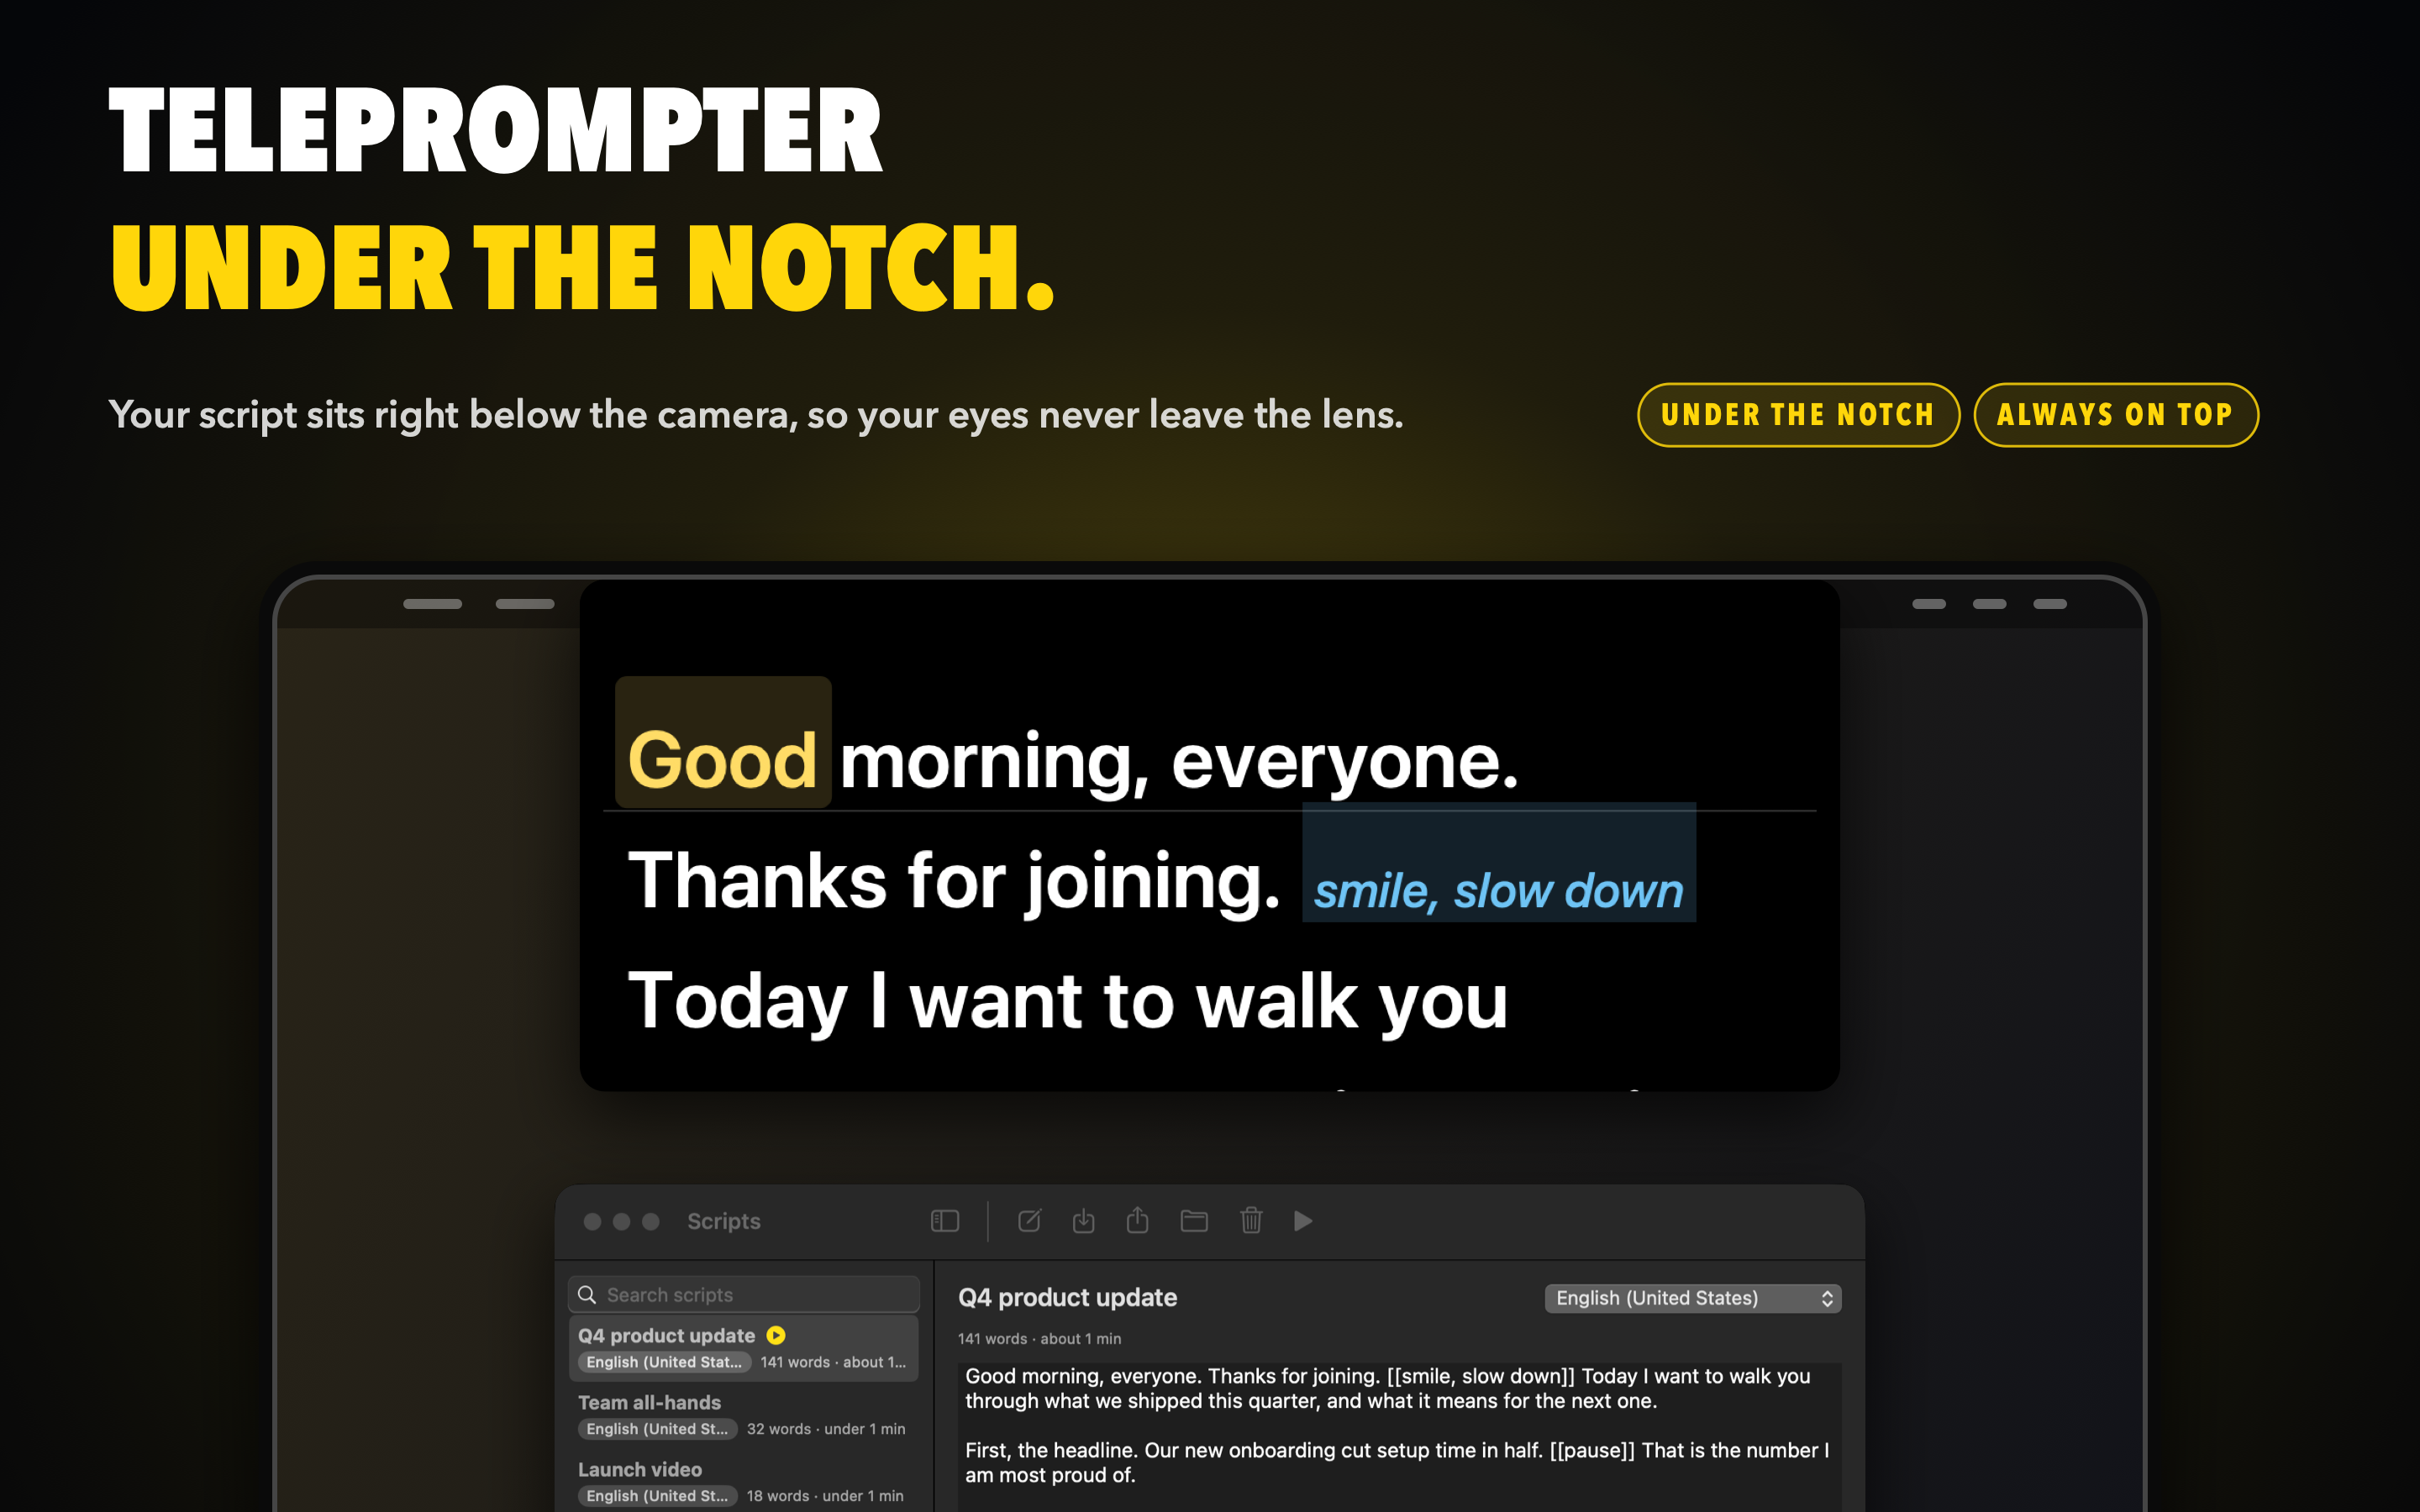 TELEPROMPTER
UNDER THE NOTCH.
Your script sits right below the camera, so your eyes never leave the lens.
UNDER THE NOTCH
ALWAYS ON TOP
Good morning, everyone.
Thanks for joining. smile, slow down
Today I want to walk you
Scripts
Search scripts
Q4 product update
English (United Stat... 141 words · about 1...
Team all-hands
English (United St... 32 words · under 1 min
Launch video
English (United St... 18 words · under 1 min
Q4 product update
English (United States)
141 words · about 1 min
Good morning, everyone. Thanks for joining. [[smile, slow down]] Today I want to walk you
through what we shipped this quarter, and what it means for the next one.
First, the headline. Our new onboarding cut setup time in half. [[pause]] That is the number I
am most proud of.